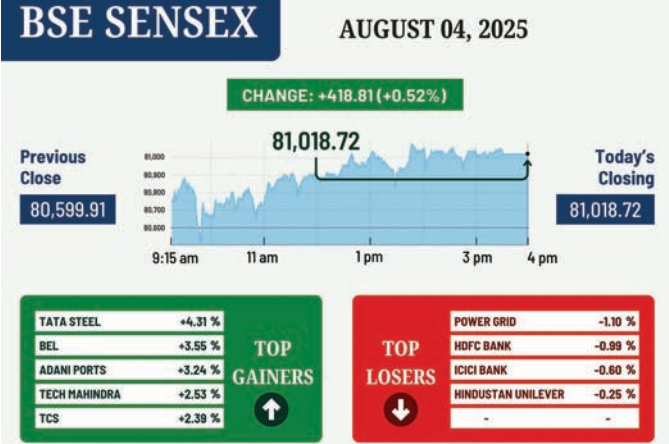 BSE SENSEX
AUGUST 04, 2025
CHANGE: +418.81 (+0.52%)
81,018.72
Previous
Close
80,599.91
81,000
80,900
80,800
80,700
80,600
Today's
Closing
81,018.72
9:15 am 11 am 1 pm 3 pm 4 pm
TATA STEEL +4.31 %
BEL +3.55 %
ADANI PORTS +3.24 %
TECH MAHINDRA +2.53 %
TCS +2.39 %
TOP
GAINERS
TOP
LOSERS
POWER GRID -1.10 %
HDFC BANK -0.99 %
ICICI BANK -0.60 %
HINDUSTAN UNILEVER -0.25 %
- -